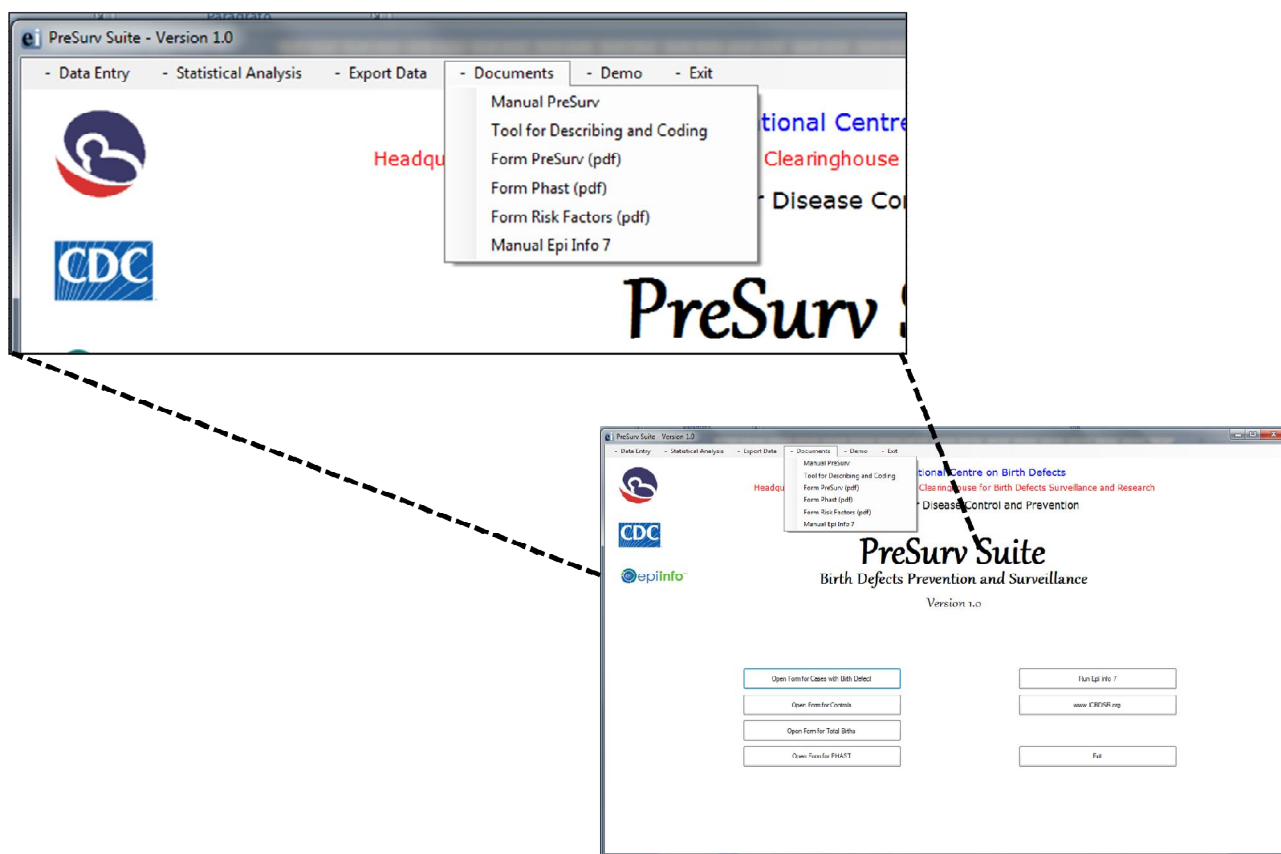 Paragrafo
ei PreSurv Suite - Version 1.0
- Data Entry - Statistical Analysis - Export Data - Documents - Demo - Exit
Manual PreSurv
Tool for Describing and Coding
Form PreSurv (pdf)
Form Phast (pdf)
Form Risk Factors (pdf)
Manual Epi Info 7
tional Centre
Headqu Clearinghouse
r Disease Co
CDC
PreSurv S
PreSurv Suite - Version 1.0
- Data Entry - Statistical Analysis - Export Data - Documents - Demo - Exit
Manual PreSurv
Tool for Describing and Coding
Form PreSurv (pdf)
Form Phast (pdf)
Form Risk Factors (pdf)
Manual Epi Info 7
tional Centre on Birth Defects
Headqu Clearinghouse for Birth Defects Surveillance and Research
r Disease Control and Prevention
CDC
epiinfo
PreSurv Suite
Birth Defects Prevention and Surveillance
Version 1.0
Open Form for Cases with Birth Defect Run Epi Info 7
Open Form for Controls www.ICBDSR.org
Open Form for Total Births
Open Form for PHAST Exit